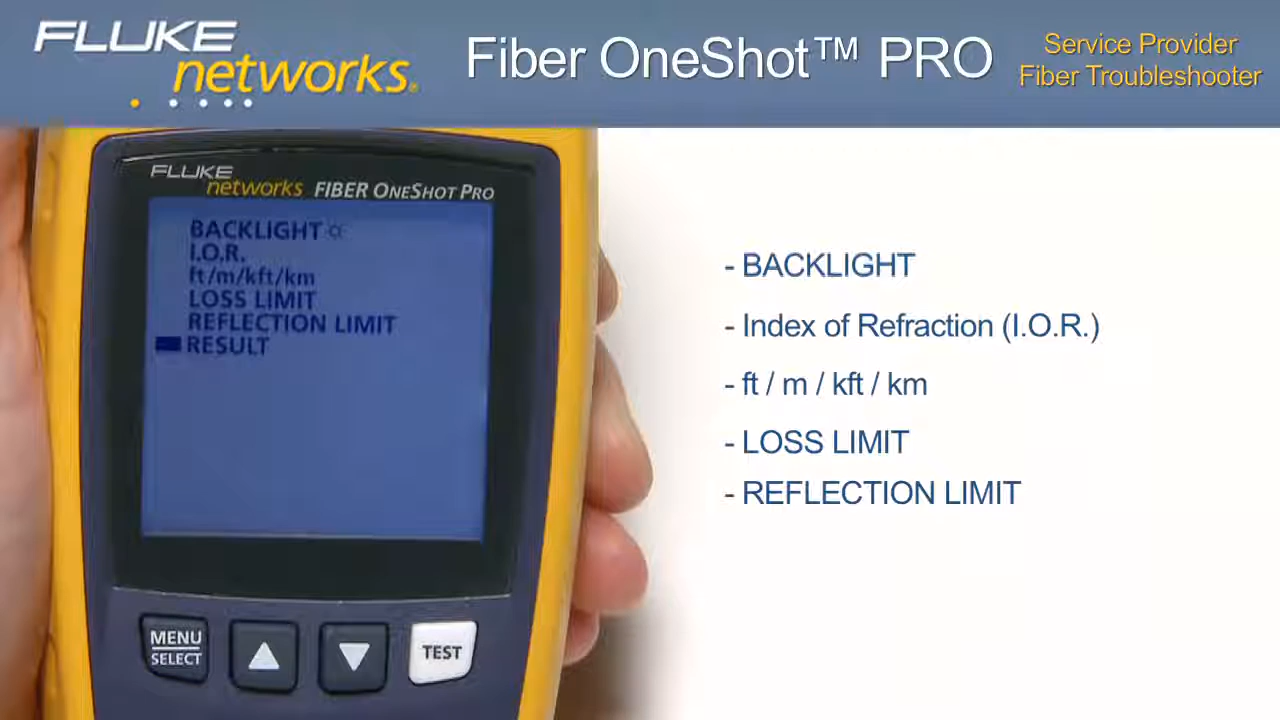 FLUKE
networks®
Fiber OneShot™ PRO
Service Provider
Fiber Troubleshooter
FLUKE
networks FIBER ONESHOT PRO
BACKLIGHT
I.O.R.
ft/m/kft/km
LOSS LIMIT
REFLECTION LIMIT
RESULT
MENU
SELECT
TEST
- BACKLIGHT
- Index of Refraction (I.O.R.)
- ft / m / kft / km
- LOSS LIMIT
- REFLECTION LIMIT